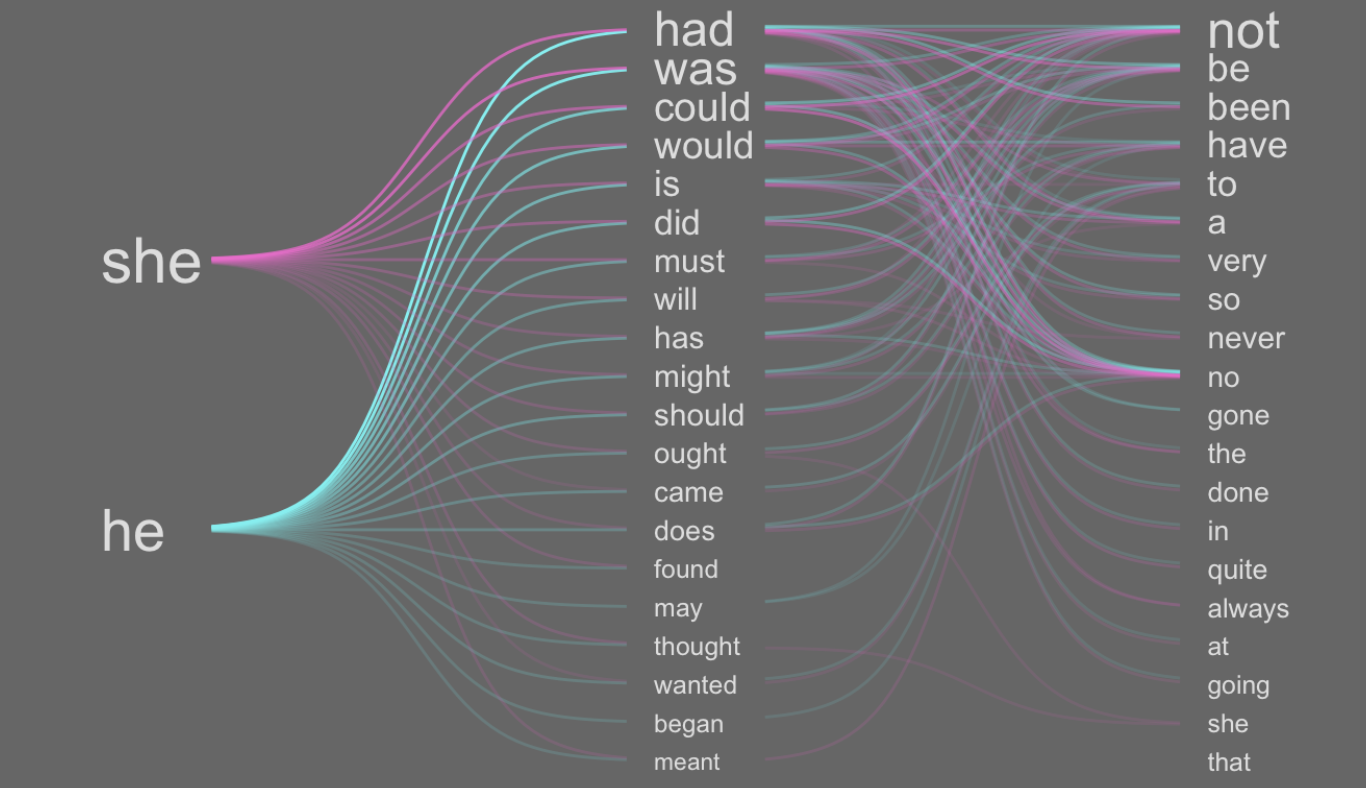 she
he
had
was
could
would
is
did
must
will
has
might
should
ought
came
does
found
may
thought
wanted
began
meant
not
be
been
have
to
a
very
so
never
no
gone
the
done
in
quite
always
at
going
she
that